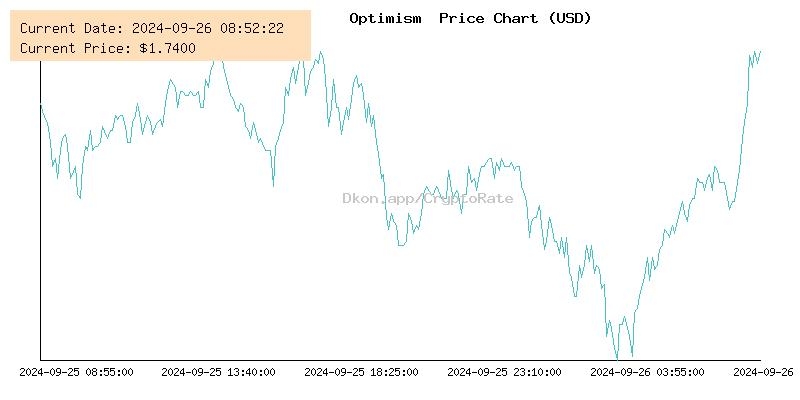 Optimism Price Chart (USD)
Current Date: 2024-09-26 08:52:22
Current Price: $1.7400
Dkon.app/CryptoRate
2024-09-25 08:55:00
2024-09-25 13:40:00
2024-09-25 18:25:00
2024-09-25 23:10:00
2024-09-26 03:55:00
2024-09-26